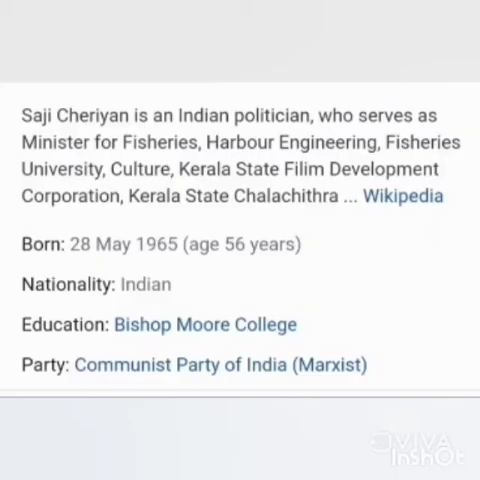 Saji Cheriyan is an Indian politician, who serves as
Minister for Fisheries, Harbour Engineering, Fisheries
University, Culture, Kerala State Filim Development
Corporation, Kerala State Chalachithra ... Wikipedia
Born: 28 May 1965 (age 56 years)
Nationality: Indian
Education: Bishop Moore College
Party: Communist Party of India (Marxist)
VIVA
InshOt